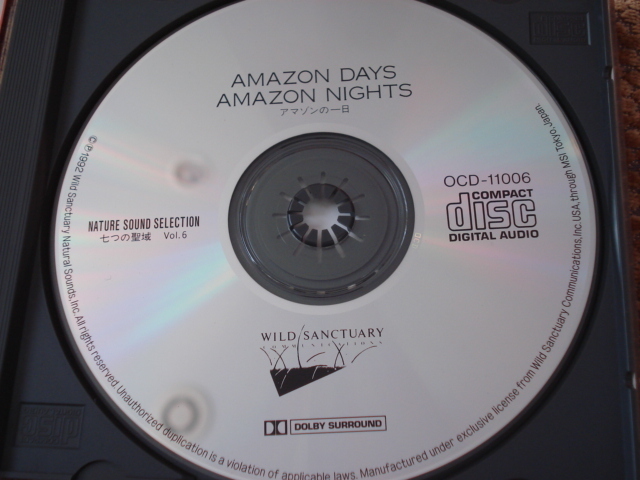 AMAZON DAYS
AMAZON NIGHTS
アマゾンの一日
OCD-11006
COMPACT
disc
DIGITAL AUDIO
NATURE SOUND SELECTION
七つの聖域 Vol.6
WILD SANCTUARY
COMMUNICATIONS
DOLBY SURROUND
©℗1992 Wild Sanctuary Natural Sounds, Inc. All rights reserved. Unauthorized duplication is a violation of applicable laws. Manufactured under exclusive license from Wild Sanctuary Communications, Inc. USA, through MSI Tokyo, Japan.